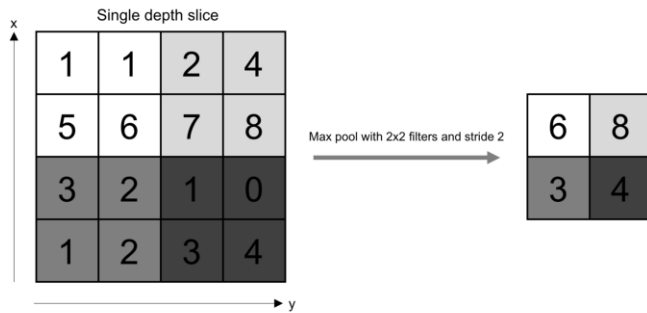 Single depth slice
x
1 1 2 4
5 6 7 8
3 2 1 0
1 2 3 4
y
Max pool with 2x2 filters and stride 2
6 8
3 4